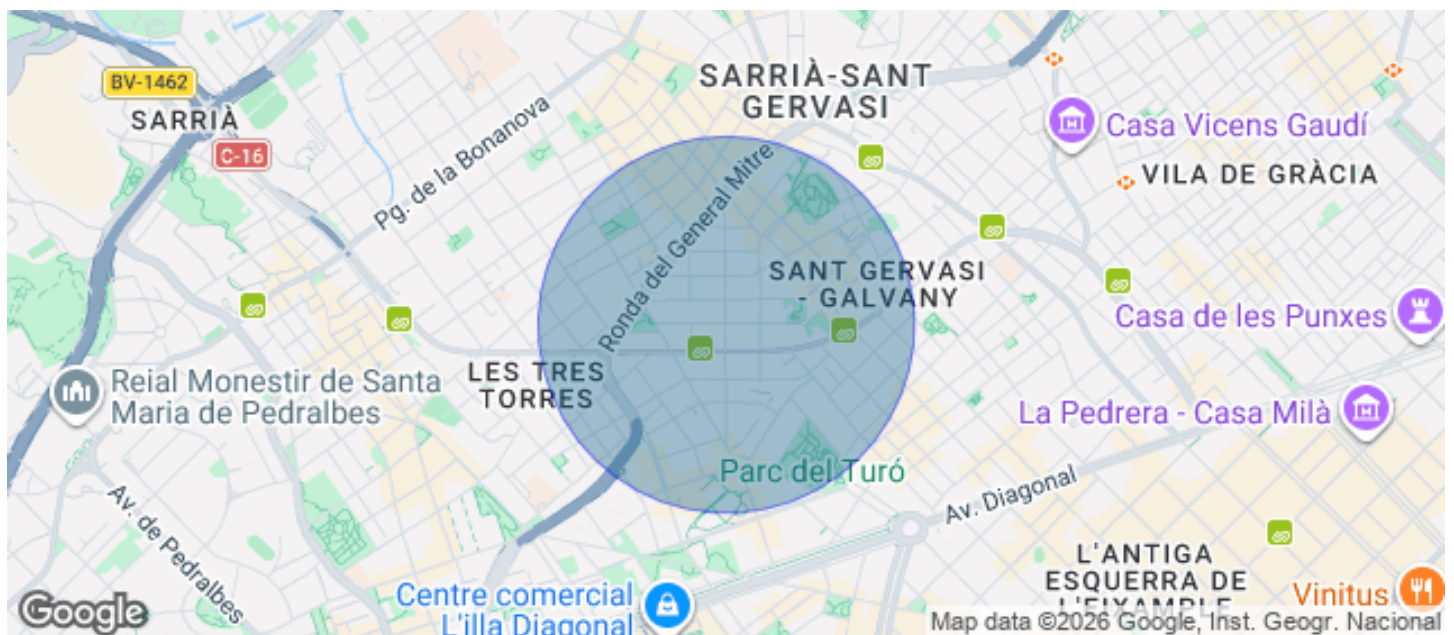 BV-1462
SARRIÀ
C-16
Pg. de la Bonanova
SARRIÀ-SANT
GERVASI
Casa Vicens Gaudí
VILA DE GRÀCIA
Ronda del General Mitre
SANT GERVASI
- GALVANY
Casa de les Punxes
LES TRES
TORRES
Reial Monestir de Santa
Maria de Pedralbes
La Pedrera - Casa Milà
Parc del Turó
Av. Diagonal
Av. de Pedralbes
L'ANTIGA
ESQUERRA DE
L'EIXAMPLE
Centre comercial
L'illa Diagonal
Vinitus
Google
Map data ©2026 Google, Inst. Geogr. Nacional